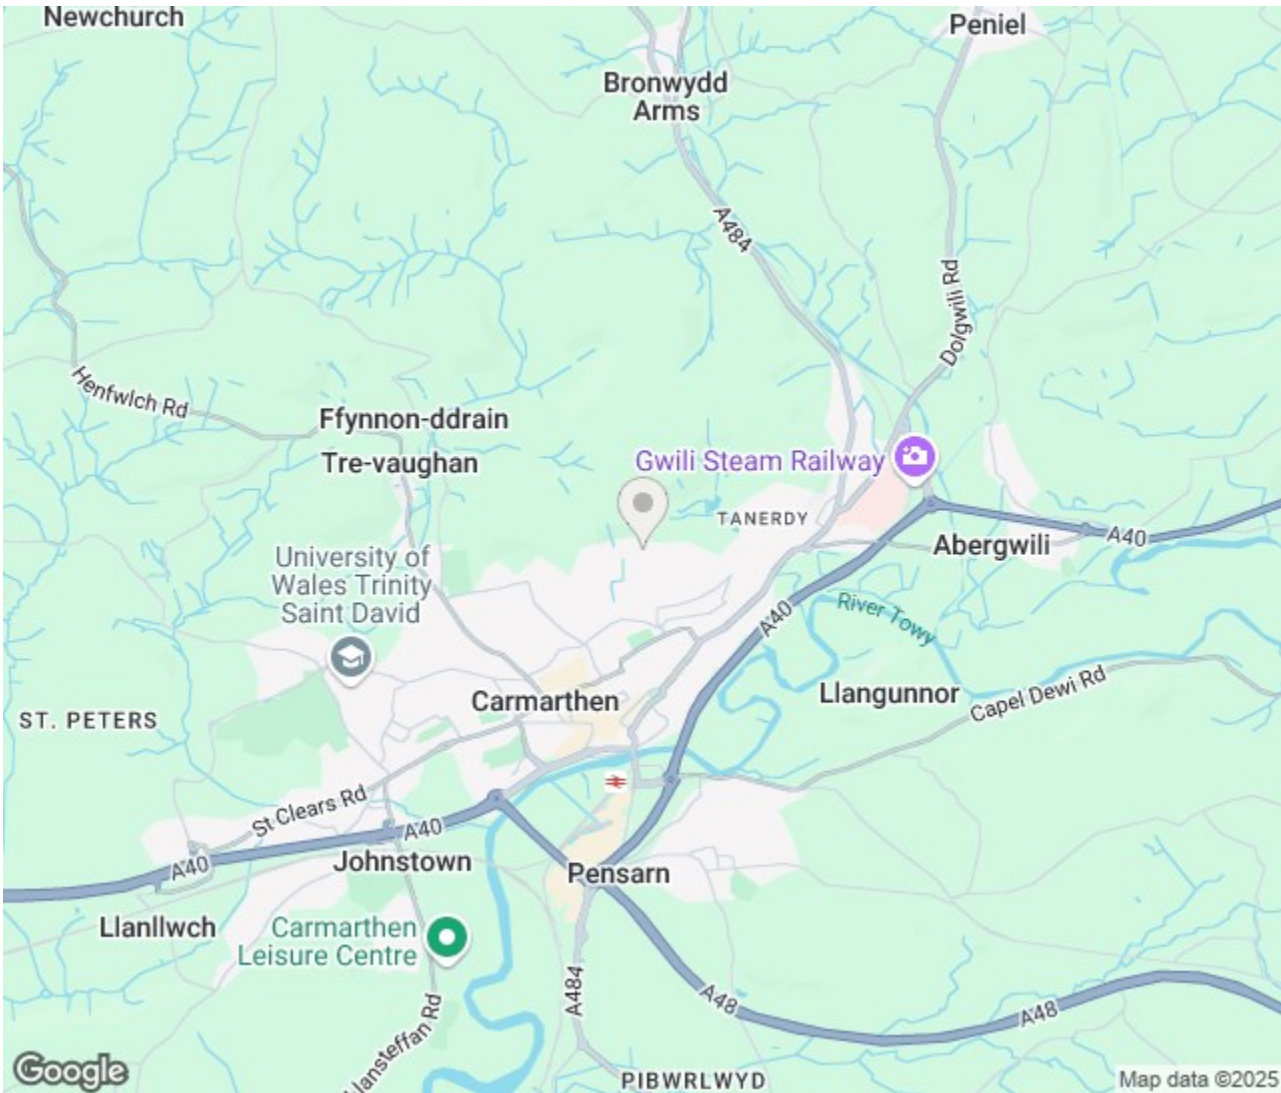 Newchurch
Peniel
Bronwydd
Arms
A484
Dolgwili Rd
Henfwlch Rd
Ffynnon-ddrain
Tre-vaughan
Gwili Steam Railway
TANERDY
A40
Abergwili
University of
Wales Trinity
Saint David
River Towy
A40
Llangunnor
Capel Dewi Rd
Carmarthen
ST. PETERS
St Clears Rd
A40
A40
Johnstown
Pensarn
Llanllwch
Carmarthen
Leisure Centre
A484
A48
A48
Llansteffan Rd
PIBWRLWYD
Google
Map data ©2025